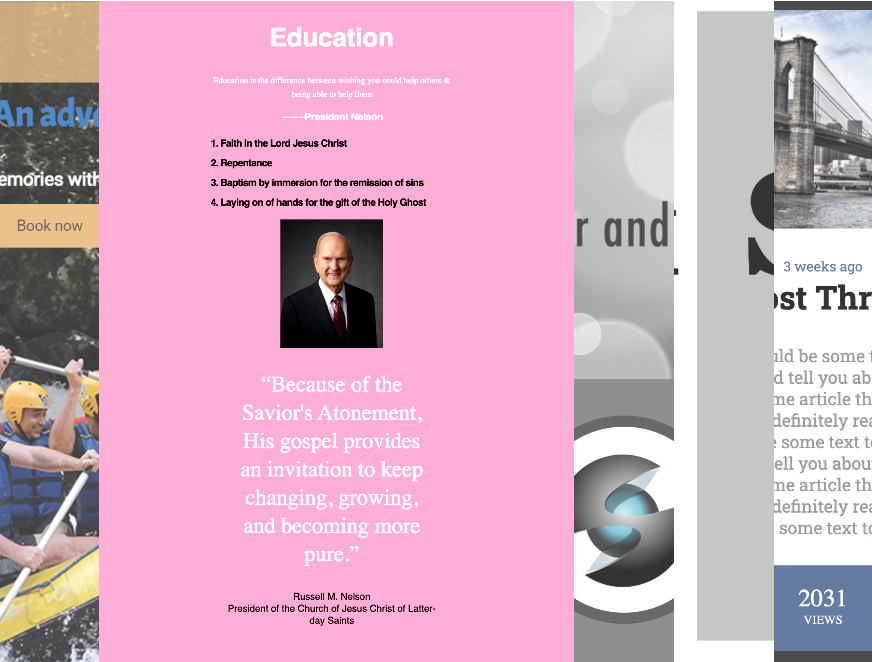 An adve
emories with
Book now
Education
Education is the difference between wishing you could help others &
being able to help them
———President Nelson
1. Faith in the Lord Jesus Christ
2. Repentance
3. Baptism by immersion for the remission of sins
4. Laying on of hands for the gift of the Holy Ghost
“Because of the
Savior's Atonement,
His gospel provides
an invitation to keep
changing, growing,
and becoming more
pure.”
Russell M. Nelson
President of the Church of Jesus Christ of Latter-
day Saints
r and
S
3 weeks ago
ost Thr
uld be some t
d tell you ab
me article th
definitely rea
e some text to
ell you about
me article th
definitely rea
some text to
2031
VIEWS